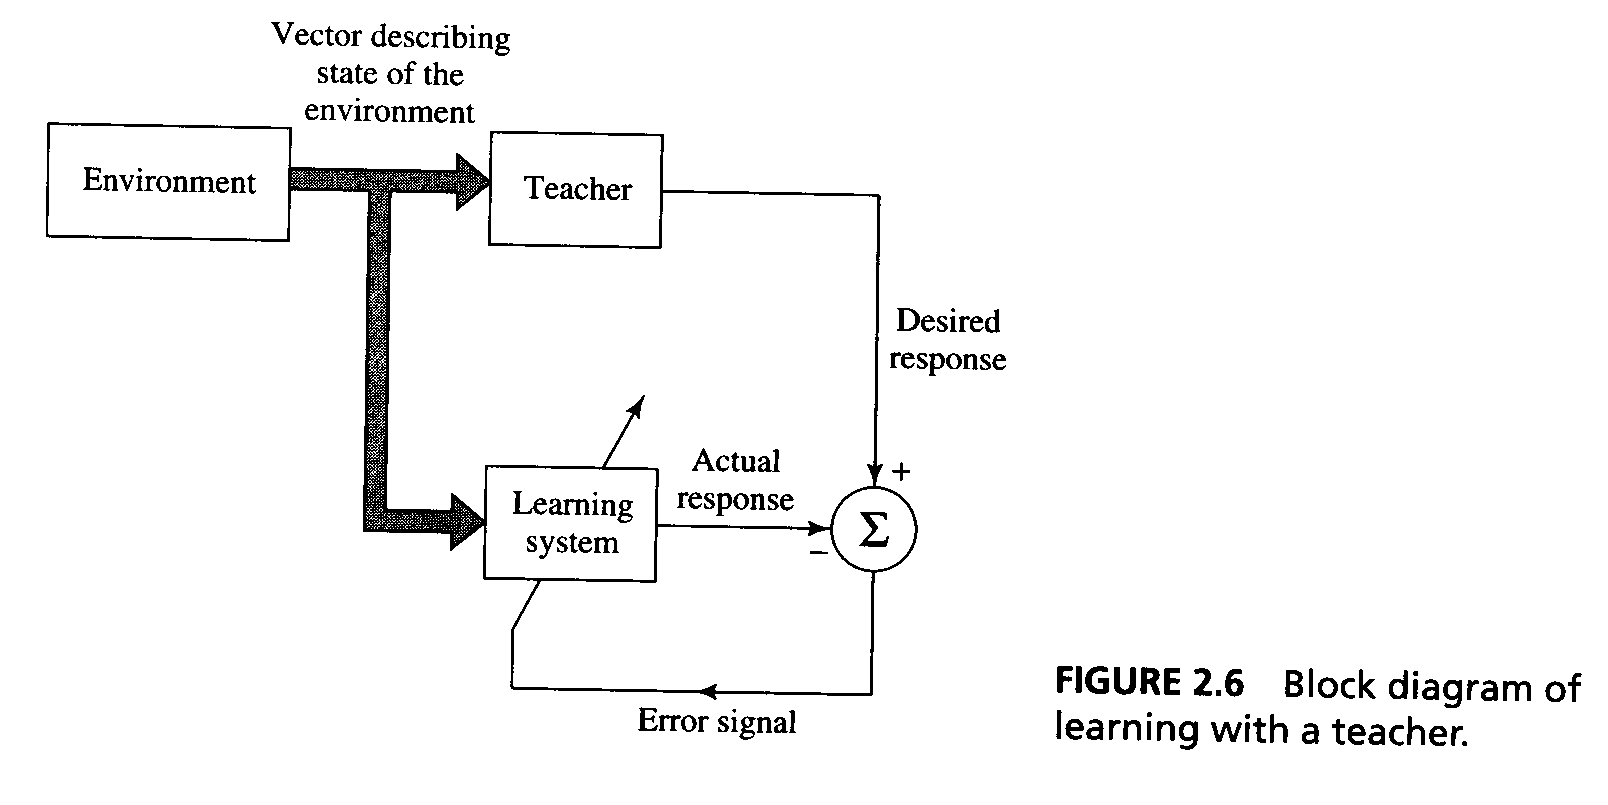 Vector describing
state of the
environment
Environment
Teacher
Desired
response
Actual
response
+
Learning
system
Σ
−
Error signal
FIGURE 2.6 Block diagram of
learning with a teacher.